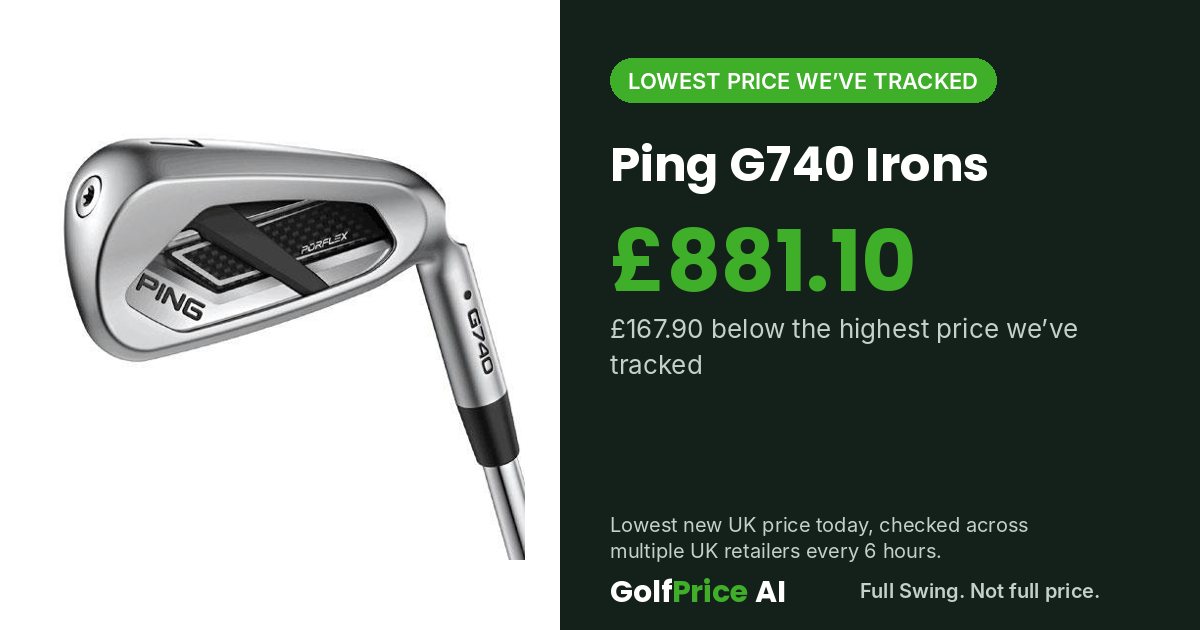 7
PORFLEX
PING
G740
LOWEST PRICE WE’VE TRACKED
Ping G740 Irons
£881.10
£167.90 below the highest price we’ve
tracked
Lowest new UK price today, checked across
multiple UK retailers every 6 hours.
GolfPrice AI
Full Swing. Not full price.